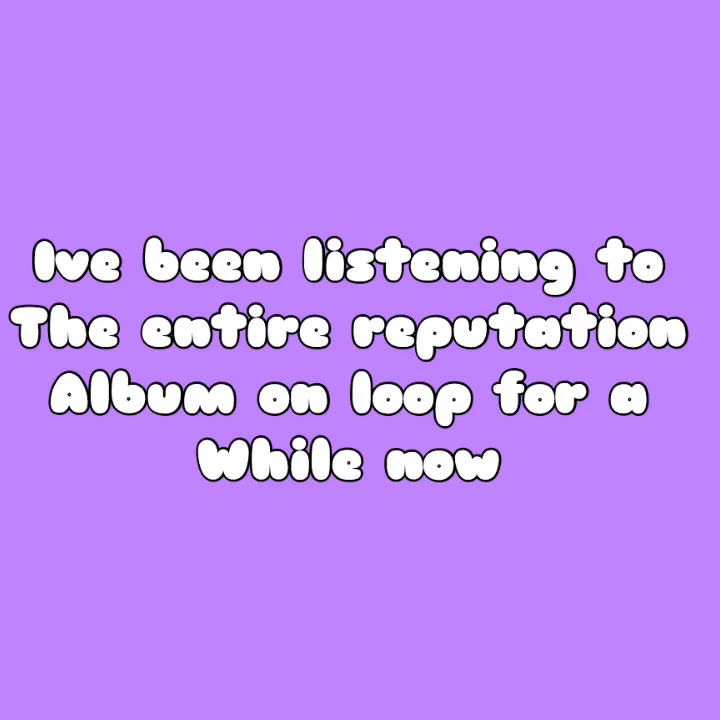 Ive been listening to
The entire reputation
Album on loop for a
While now